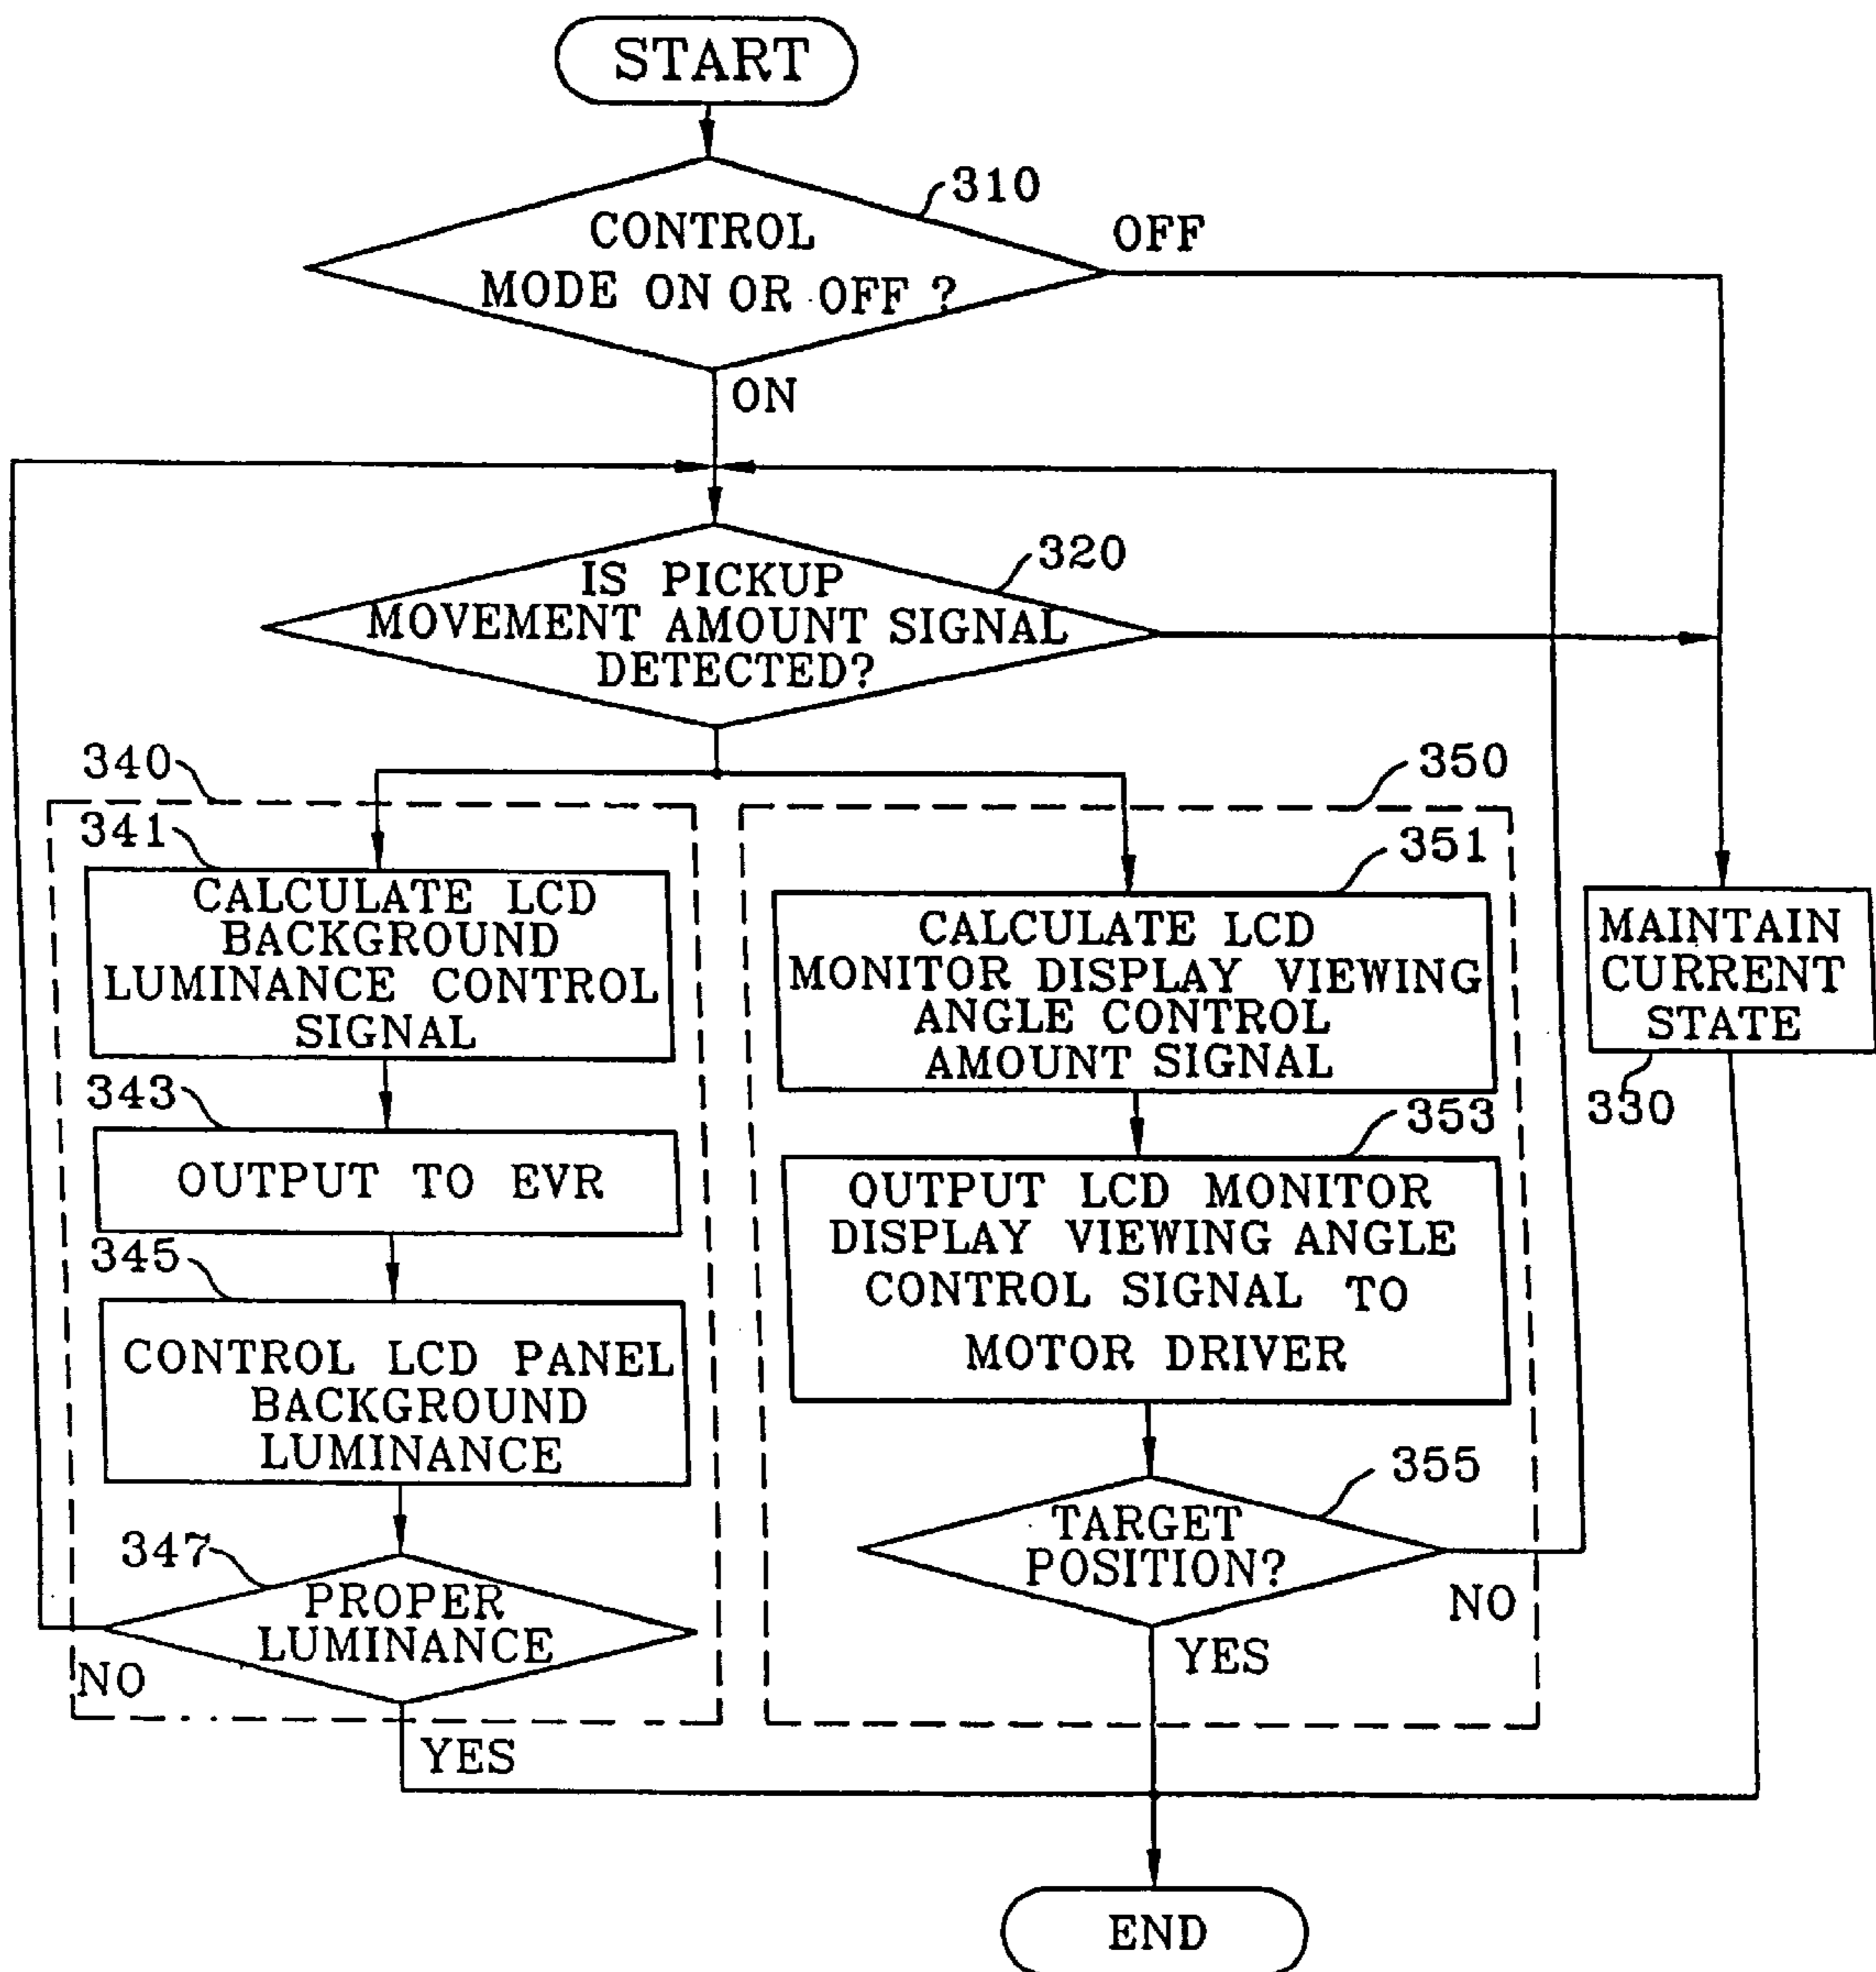 START
310
CONTROL
MODE ON OR OFF ?
OFF
ON
320
IS PICKUP
MOVEMENT AMOUNT SIGNAL
DETECTED?
340
350
341
CALCULATE LCD
BACKGROUND
LUMINANCE CONTROL
SIGNAL
351
CALCULATE LCD
MONITOR DISPLAY VIEWING
ANGLE CONTROL
AMOUNT SIGNAL
MAINTAIN
CURRENT
STATE
330
343
OUTPUT TO EVR
353
OUTPUT LCD MONITOR
DISPLAY VIEWING ANGLE
CONTROL SIGNAL TO
MOTOR DRIVER
345
CONTROL LCD PANEL
BACKGROUND
LUMINANCE
355
TARGET
POSITION?
NO
YES
347
PROPER
LUMINANCE
NO
YES
END